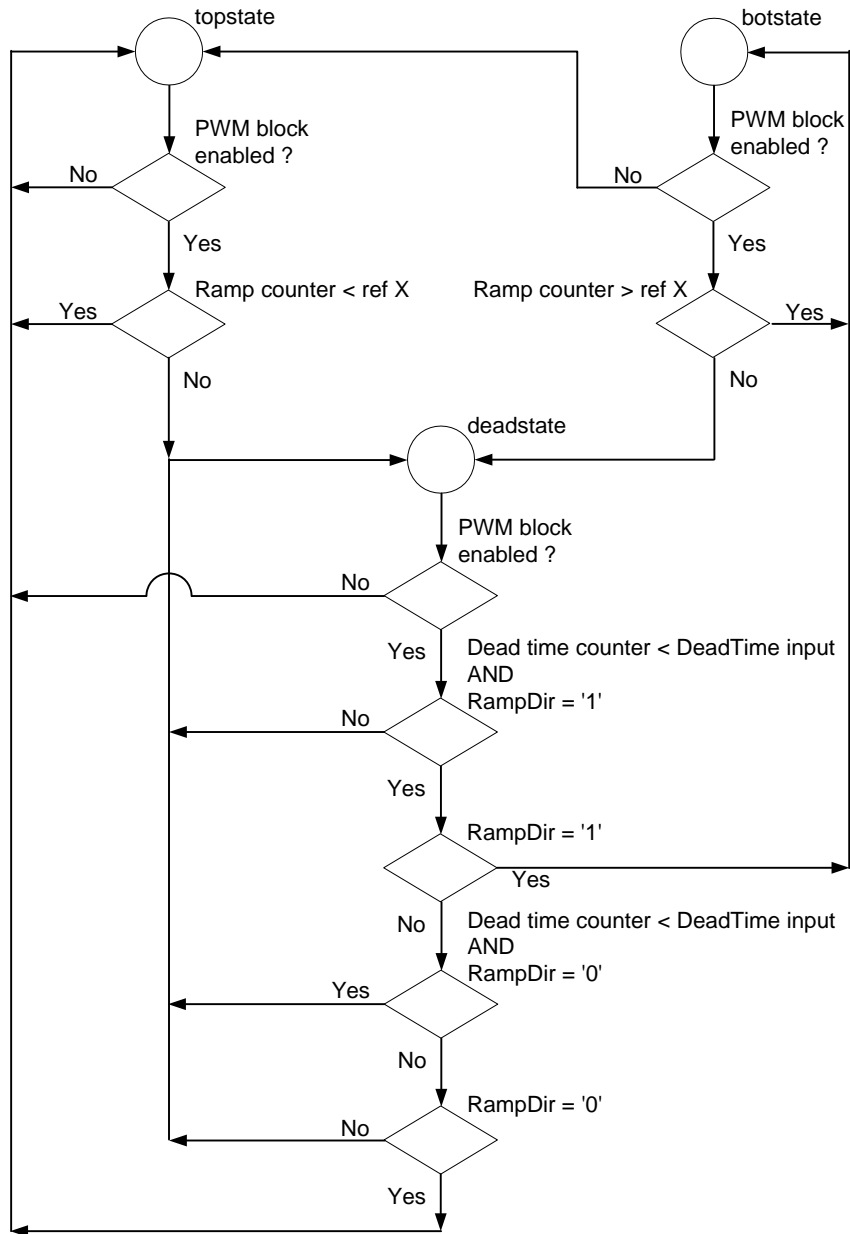 topstate
botstate
PWM block
enabled ?
PWM block
enabled ?
No
No
Yes
Yes
Ramp counter < ref X
Ramp counter > ref X
Yes
Yes
No
No
deadstate
PWM block
enabled ?
No
Yes
Dead time counter < DeadTime input
AND
RampDir = '1'
No
Yes
RampDir = '1'
Yes
No
Dead time counter < DeadTime input
AND
RampDir = '0'
Yes
No
RampDir = '0'
No
Yes